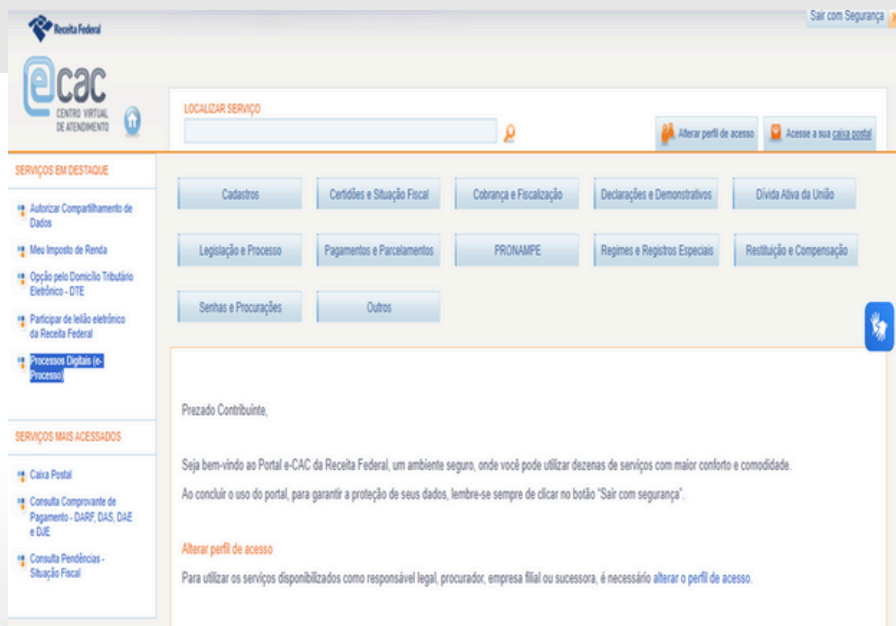 Receita Federal
Sair com Segurança
ecac
CENTRO VIRTUAL
DE ATENDIMENTO
LOCALIZAR SERVIÇO
Alterar perfil de acesso
Acesse a sua caixa postal
SERVIÇOS EM DESTAQUE
Autorizar Compartilhamento de
Dados
Meu Imposto de Renda
Opção pelo Domicílio Tributário
Eletrônico - DTE
Participar de leilão eletrônico
da Receita Federal
Processos Digitais (e-
Processo)
SERVIÇOS MAIS ACESSADOS
Caixa Postal
Consulta Comprovante de
Pagamento - DARF, DAS, DAE
e DJE
Consulta Pendências -
Situação Fiscal
Cadastros
Certidões e Situação Fiscal
Cobrança e Fiscalização
Declarações e Demonstrativos
Dívida Ativa da União
Legislação e Processo
Pagamentos e Parcelamentos
PRONAMPE
Regimes e Registros Especiais
Restituição e Compensação
Senhas e Procurações
Outros
Prezado Contribuinte,
Seja bem-vindo ao Portal e-CAC da Receita Federal, um ambiente seguro, onde você pode utilizar dezenas de serviços com maior conforto e comodidade.
Ao concluir o uso do portal, para garantir a proteção de seus dados, lembre-se sempre de clicar no botão "Sair com segurança".
Alterar perfil de acesso
Para utilizar os serviços disponibilizados como responsável legal, procurador, empresa filial ou sucessora, é necessário alterar o perfil de acesso.